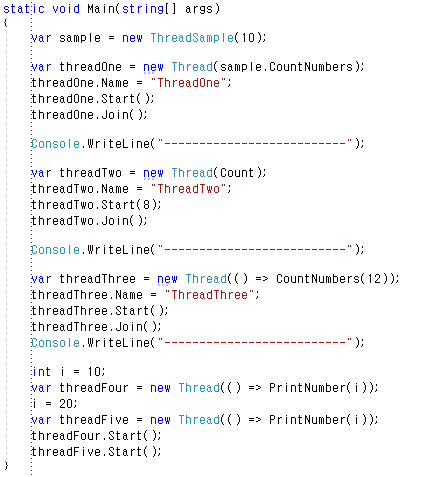 static void Main(string[] args)
{
var sample = new ThreadSample(10);
var threadOne = new Thread(sample.CountNumbers);
threadOne.Name = "ThreadOne";
threadOne.Start();
threadOne.Join();
Console.WriteLine("--------------------------");
var threadTwo = new Thread(Count);
threadTwo.Name = "ThreadTwo";
threadTwo.Start(8);
threadTwo.Join();
Console.WriteLine("--------------------------");
var threadThree = new Thread(() => CountNumbers(12));
threadThree.Name = "ThreadThree";
threadThree.Start();
threadThree.Join();
Console.WriteLine("--------------------------");
int i = 10;
var threadFour = new Thread(() => PrintNumber(i));
i = 20;
var threadFive = new Thread(() => PrintNumber(i));
threadFour.Start();
threadFive.Start();
}